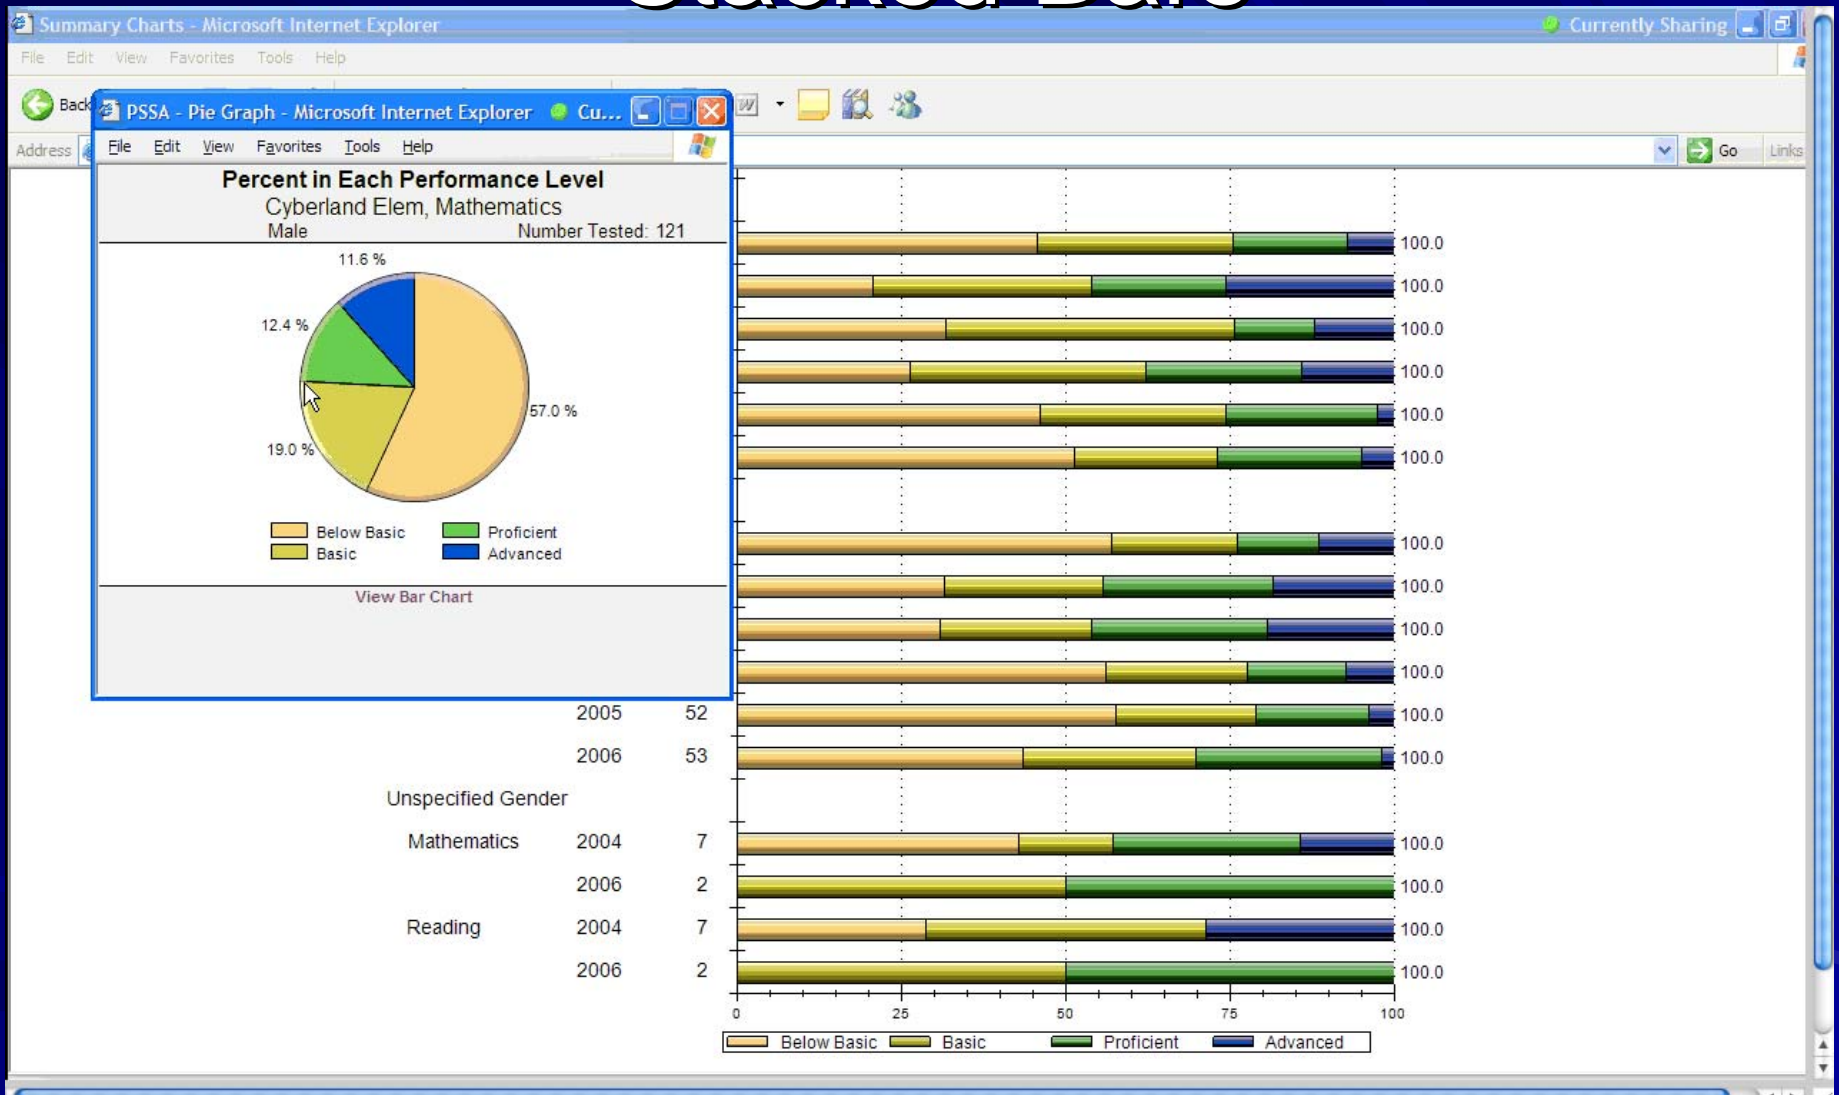 Stacked Bars
Summary Charts - Microsoft Internet Explorer
Currently Sharing
File Edit View Favorites Tools Help
Back
Address
Go Links
PSSA - Pie Graph - Microsoft Internet Explorer Cu...
File Edit View Favorites Tools Help
Percent in Each Performance Level
Cyberland Elem, Mathematics
Male Number Tested: 121
11.6 %
12.4 %
57.0 %
19.0 %
Below Basic Proficient
Basic Advanced
View Bar Chart
100.0
100.0
100.0
100.0
100.0
100.0
100.0
100.0
100.0
100.0
2005 52 100.0
2006 53 100.0
Unspecified Gender
Mathematics 2004 7 100.0
2006 2 100.0
Reading 2004 7 100.0
2006 2 100.0
0 25 50 75 100
Below Basic Basic Proficient Advanced